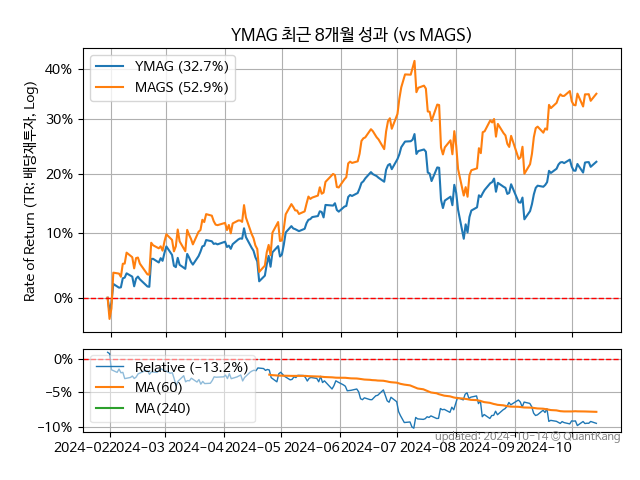 YMAG 최근 8개월 성과 (vs MAGS)
Rate of Return (TR: 배당재투자, Log)
40%
30%
20%
10%
0%
YMAG (32.7%)
MAGS (52.9%)
0%
−5%
−10%
Relative (−13.2%)
MA(60)
MA(240)
2024-02
2024-03
2024-04
2024-05
2024-06
2024-07
2024-08
2024-09
2024-10
updated: 2024-10-14 © QuantKang